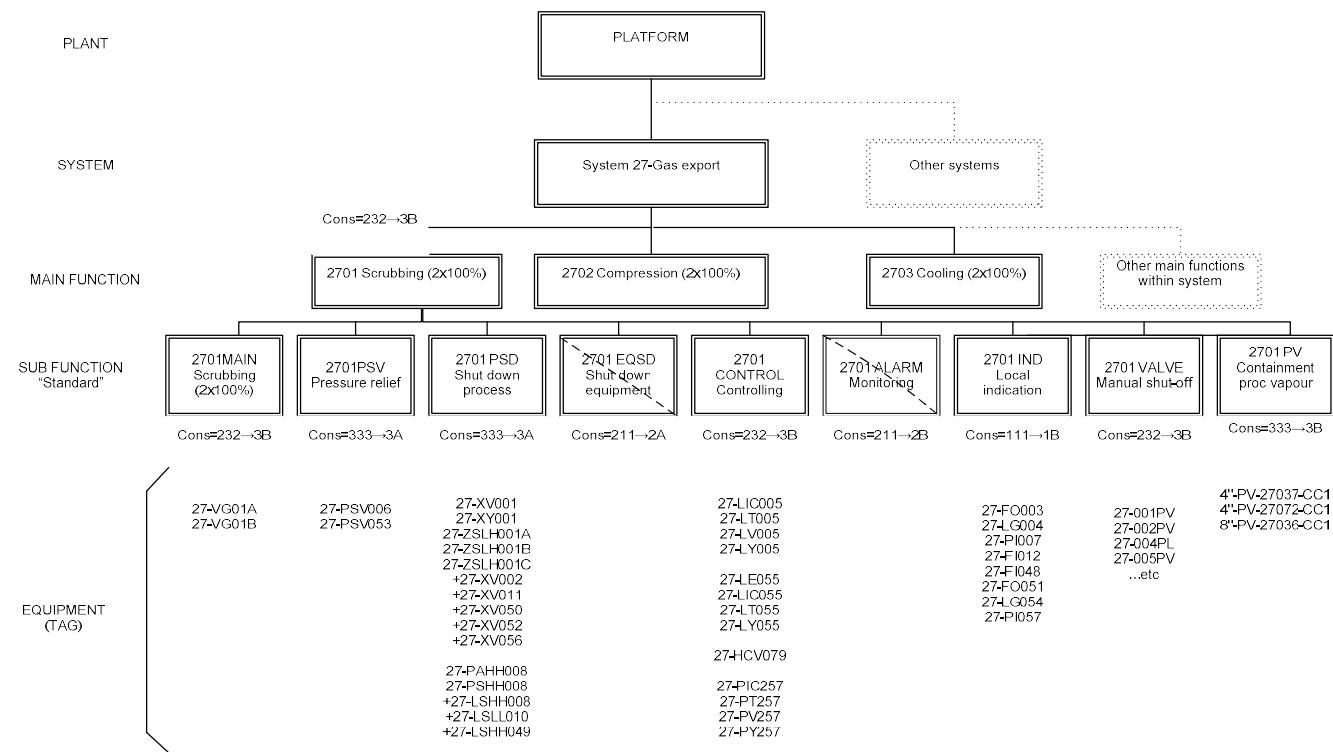 PLANT
PLATFORM
SYSTEM
System 27-Gas export
Other systems
Cons=232→3B
MAIN FUNCTION
2701 Scrubbing (2x100%)
2702 Compression (2x100%)
2703 Cooling (2x100%)
Other main functions
within system
SUB FUNCTION
“Standard”
2701MAIN
Scrubbing
(2x100%)
2701PSV
Pressure relief
2701 PSD
Shut down
process
2701 EQSD
Shut down
equipment
2701
CONTROL
Controlling
2701 ALARM
Monitoring
2701 IND
Local
indication
2701 VALVE
Manual shut-off
2701 PV
Containment
proc vapour
Cons=232→3B
Cons=333→3A
Cons=333→3A
Cons=211→2A
Cons=232→3B
Cons=211→2B
Cons=111→1B
Cons=232→3B
Cons=333→3B
EQUIPMENT
(TAG)
27-VG01A
27-VG01B
27-PSV006
27-PSV053
27-XV001
27-XY001
27-ZSLH001A
27-ZSLH001B
27-ZSLH001C
+27-XV002
+27-XV011
+27-XV050
+27-XV052
+27-XV056
27-PAHH008
27-PSHH008
+27-LSHH008
+27-LSLL010
+27-LSHH049
27-LIC005
27-LT005
27-LV005
27-LY005
27-LE055
27-LIC055
27-LT055
27-LY055
27-HCV079
27-PIC257
27-PT257
27-PV257
27-PY257
27-FO003
27-LG004
27-PI007
27-FI012
27-FI048
27-FO051
27-LG054
27-PI057
27-001PV
27-002PV
27-004PL
27-005PV
...etc
4"-PV-27037-CC1
4"-PV-27072-CC1
8"-PV-27036-CC1